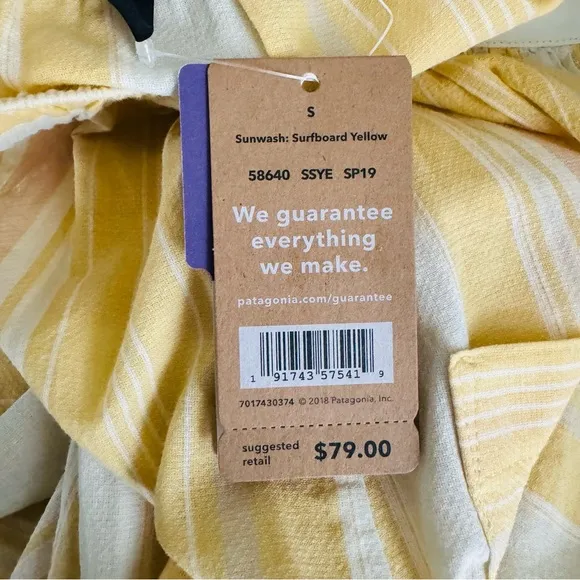 S
Sunwash: Surfboard Yellow
58640 SSYE SP19
We guarantee
everything
we make.
patagonia.com/guarantee
1 91743 57541 9
7017430374 © 2018 Patagonia, Inc.
suggested
retail
$79.00